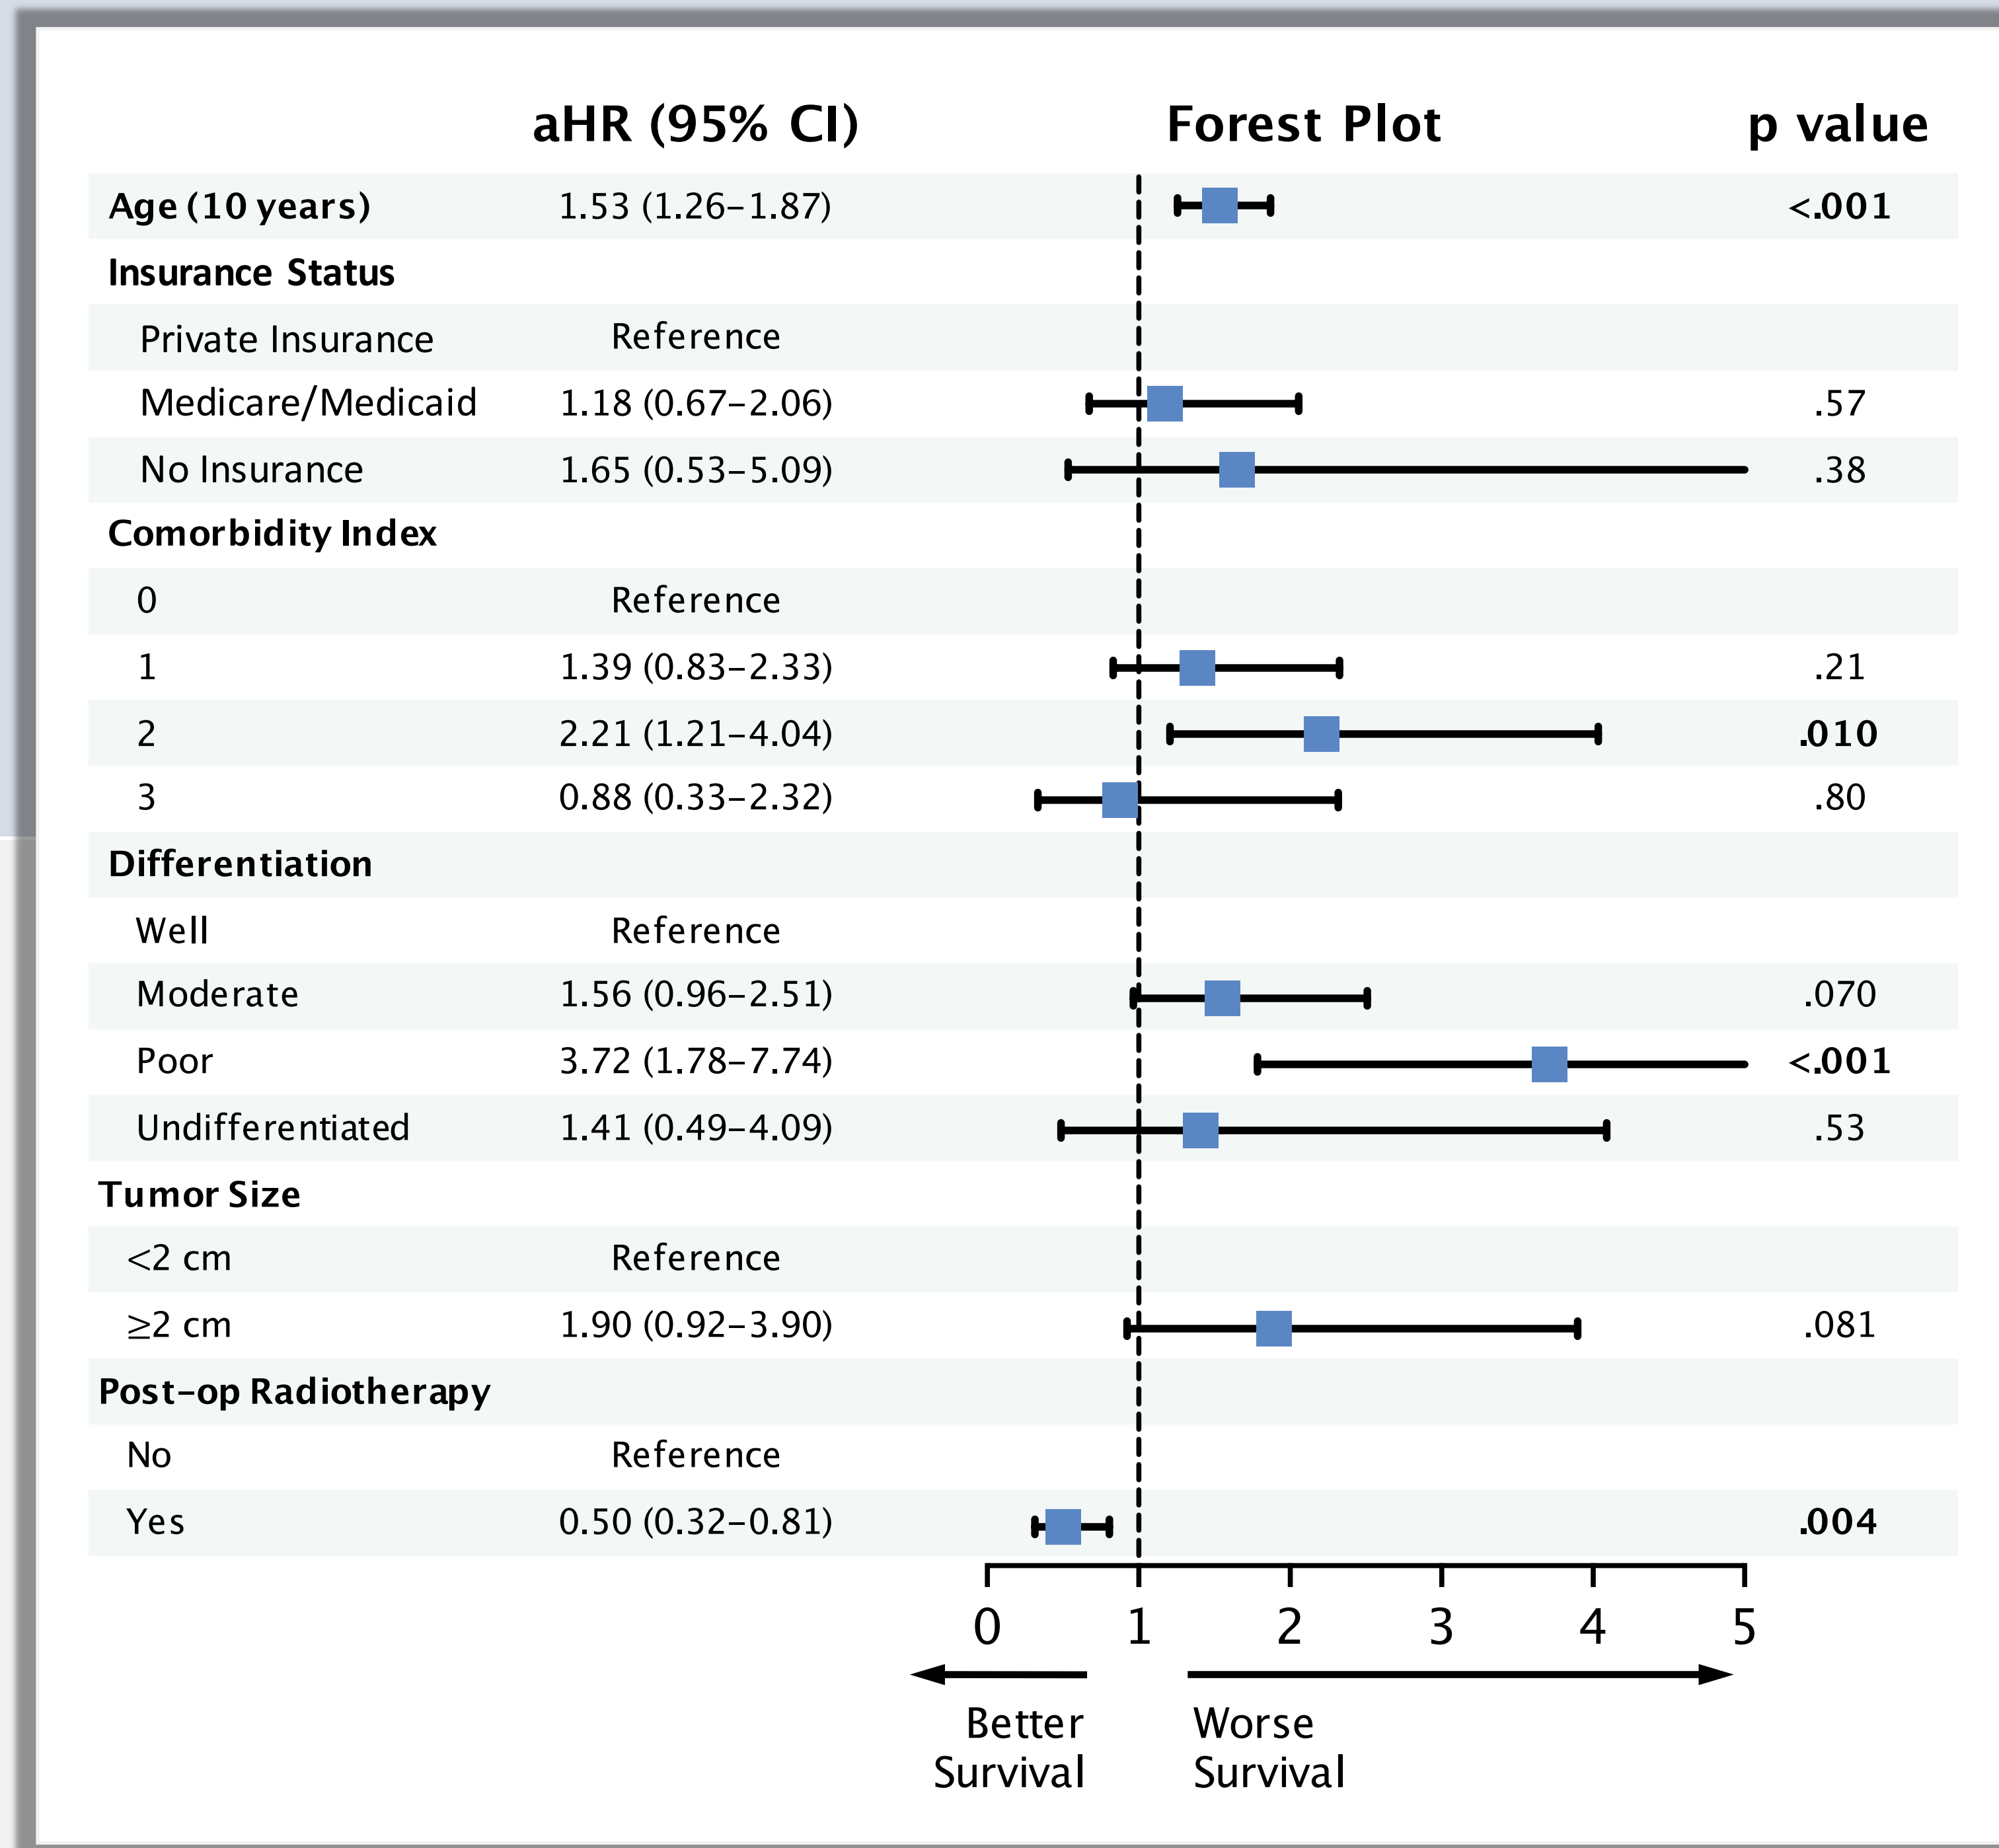 aHR (95% CI) Forest Plot p value
Age (10 years) 1.53 (1.26–1.87) <.001
Insurance Status
Private Insurance Reference
Medicare/Medicaid 1.18 (0.67–2.06) .57
No Insurance 1.65 (0.53–5.09) .38
Comorbidity Index
0 Reference
1 1.39 (0.83–2.33) .21
2 2.21 (1.21–4.04) .010
3 0.88 (0.33–2.32) .80
Differentiation
Well Reference
Moderate 1.56 (0.96–2.51) .070
Poor 3.72 (1.78–7.74) <.001
Undifferentiated 1.41 (0.49–4.09) .53
Tumor Size
<2 cm Reference
≥2 cm 1.90 (0.92–3.90) .081
Post-op Radiotherapy
No Reference
Yes 0.50 (0.32–0.81) .004
0 1 2 3 4 5
Better Worse
Survival Survival